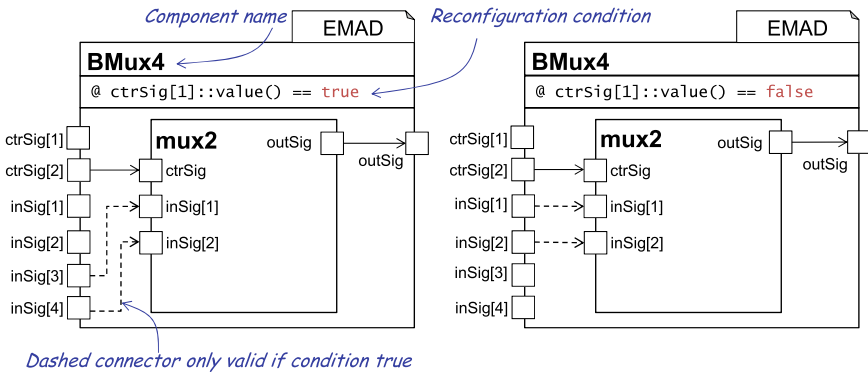 Component name
EMAD
Reconfiguration condition
BMux4
@ ctrSig[1]::value() == true
ctrSig[1]
mux2
outSig
outSig
ctrSig[2]
ctrSig
inSig[1]
inSig[1]
inSig[2]
inSig[2]
inSig[3]
inSig[4]
Dashed connector only valid if condition true
EMAD
BMux4
@ ctrSig[1]::value() == false
ctrSig[1]
mux2
outSig
outSig
ctrSig[2]
ctrSig
inSig[1]
inSig[1]
inSig[2]
inSig[2]
inSig[3]
inSig[4]